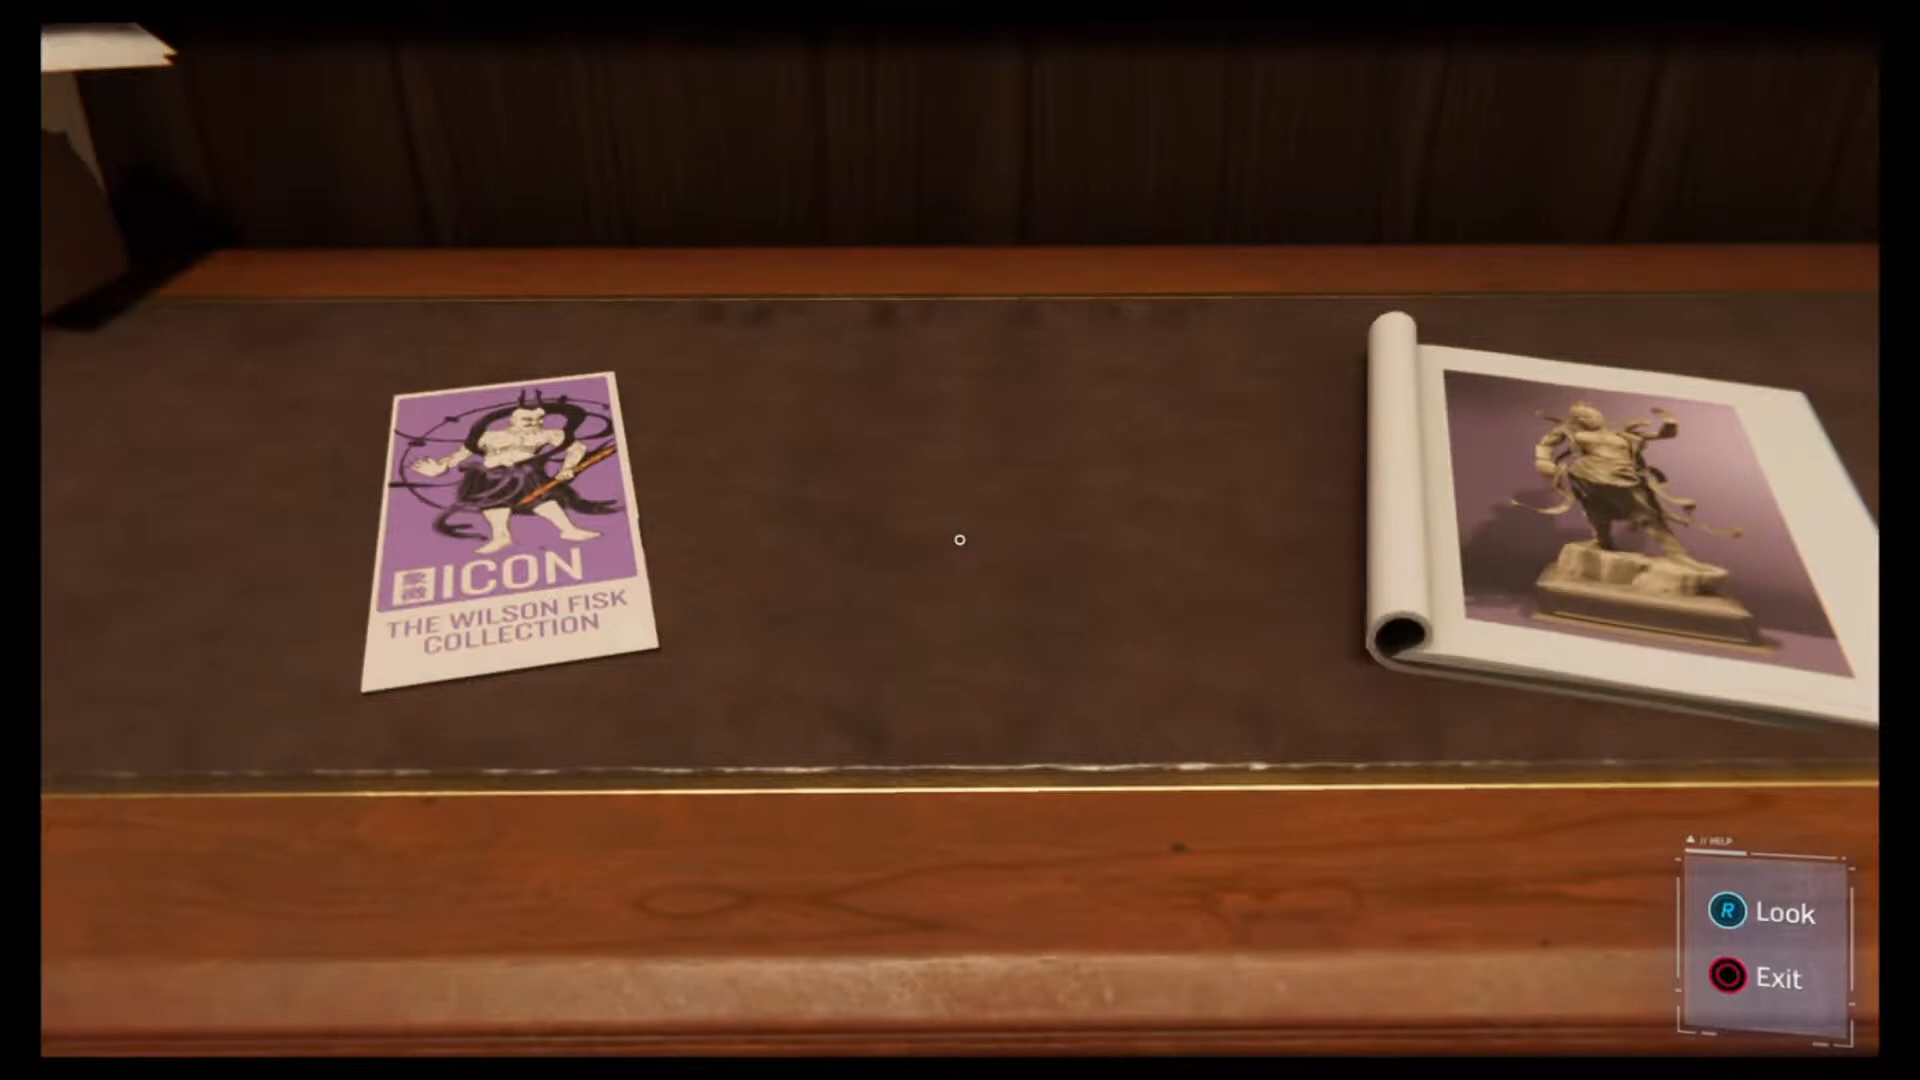 ICON
THE WILSON FISK
COLLECTION
// HELP
R Look
Exit